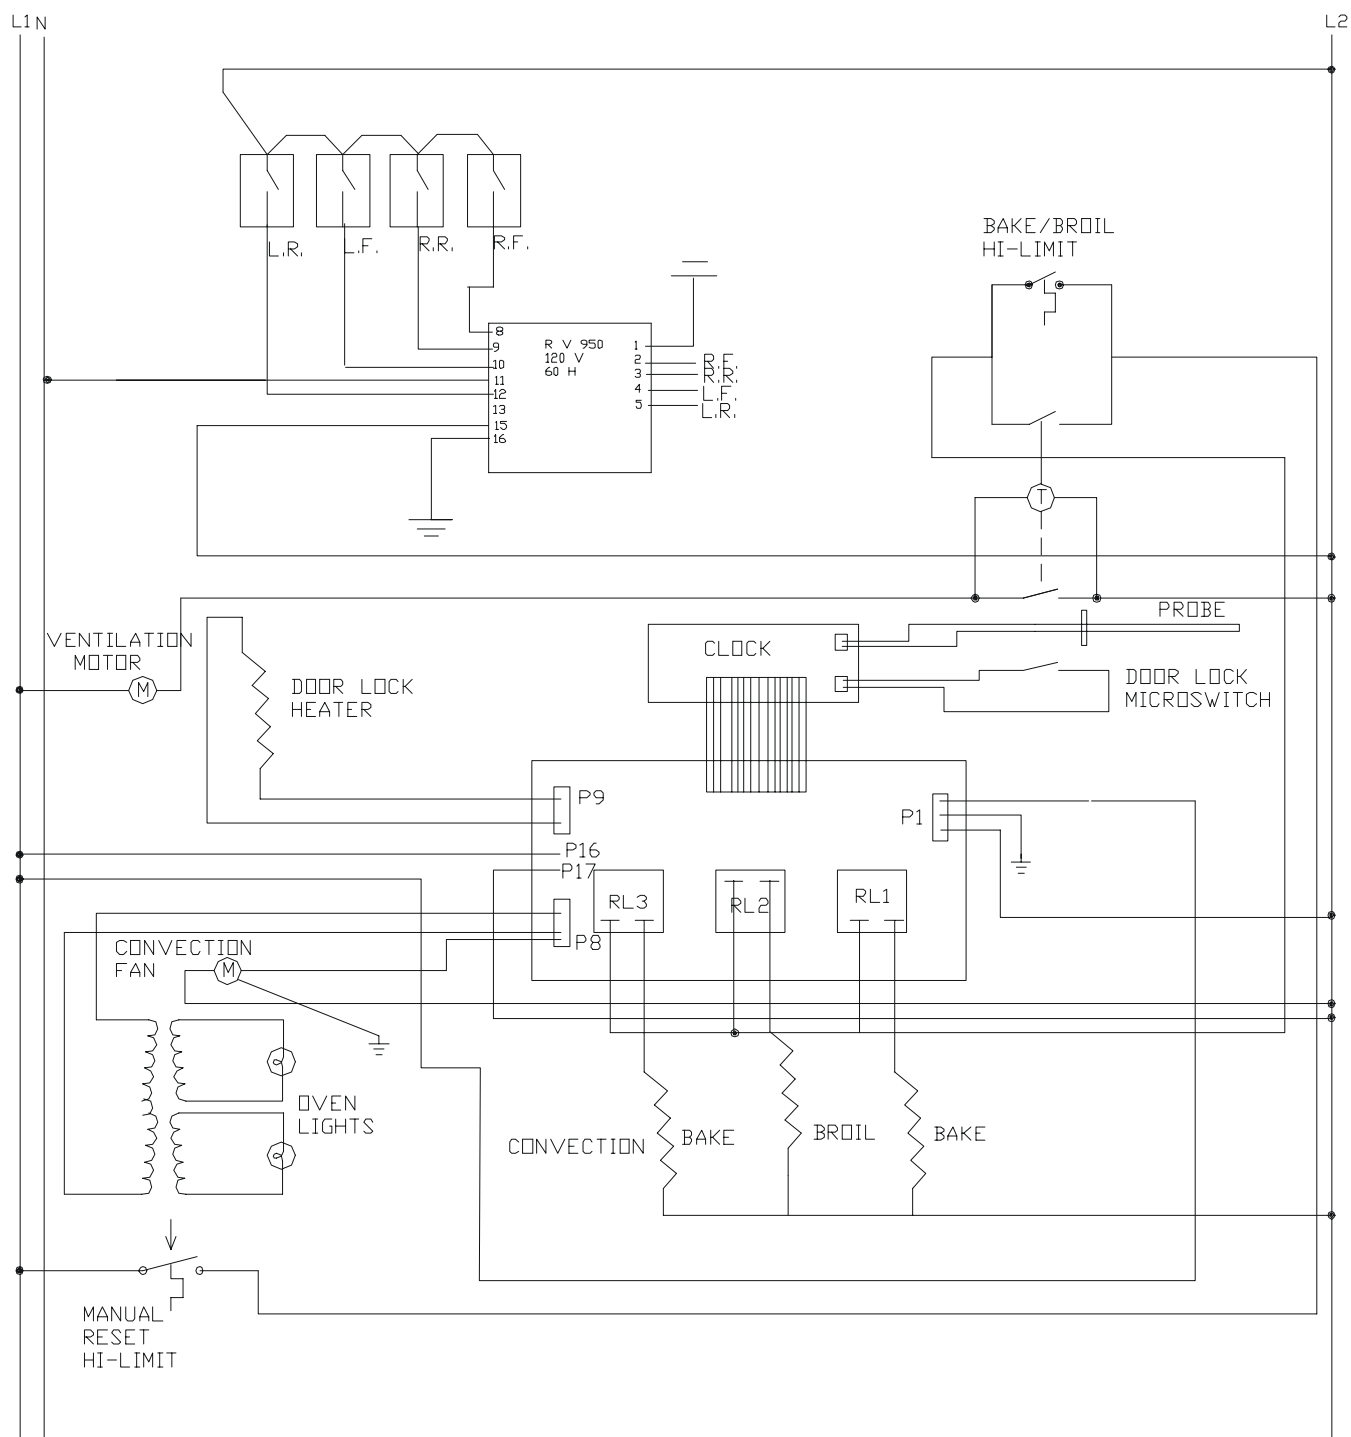 L1 N
L2
L.R.
L.F.
R.R.
R.F.
BAKE/BROIL
HI-LIMIT
8
9
10
11
12
13
15
16
R V 950
120 V
60 H
1
2
3
4
5
R.F.
R.R.
L.F.
L.R.
T
PROBE
VENTILATION
MOTOR
M
DOOR LOCK
HEATER
CLOCK
DOOR LOCK
MICROSWITCH
P9
P1
P16
P17
RL3
RL2
RL1
P8
CONVECTION
FAN
M
OVEN
LIGHTS
CONVECTION
BAKE
BROIL
BAKE
MANUAL
RESET
HI-LIMIT